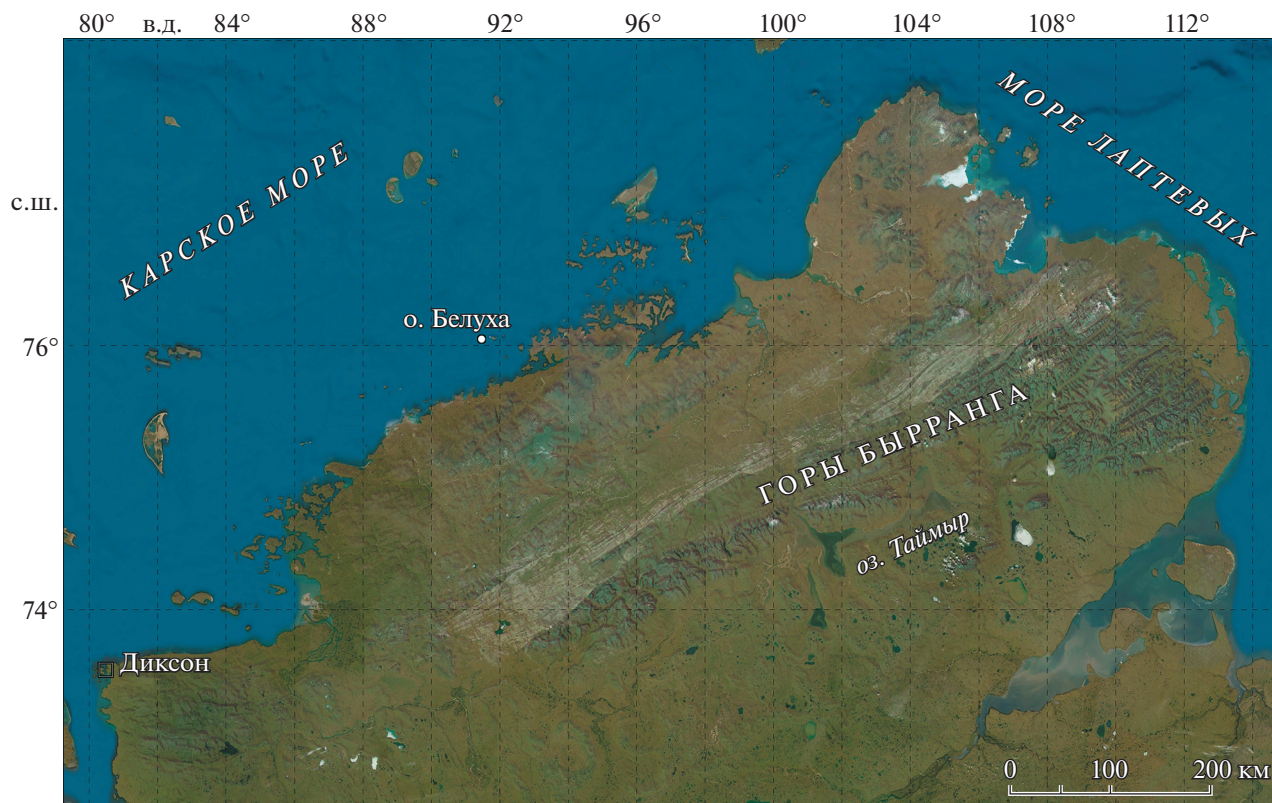 80° в.д. 84° 88° 92° 96° 100° 104° 108° 112°
МОРЕ ЛАПТЕВЫХ
КАРСКОЕ МОРЕ
с.ш.
о. Белуха
76°
ГОРЫ БЫРРАНГА
оз. Таймыр
74°
Диксон
0 100 200 км